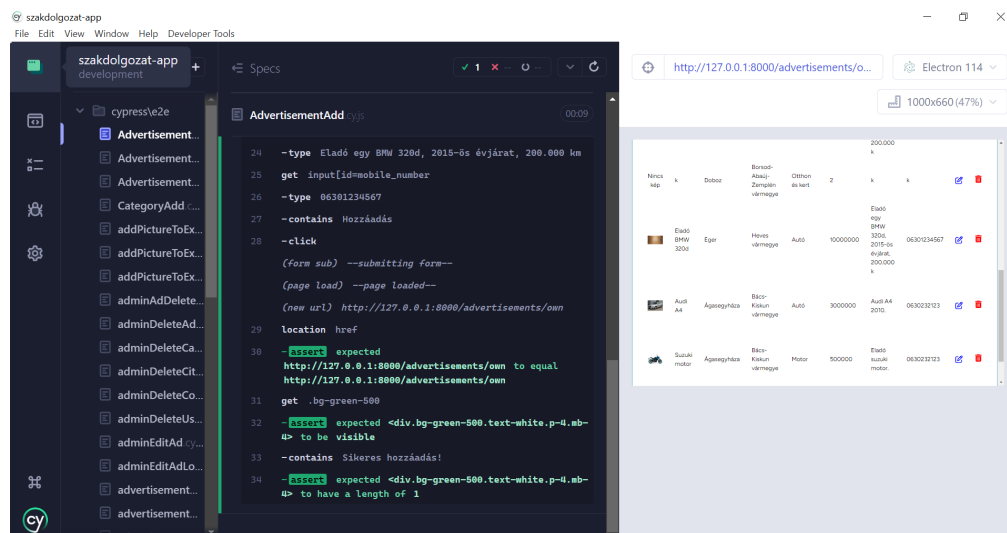 szakdolgozat-app
File Edit View Window Help Developer Tools
szakdolgozat-app
development
+
cypress\e2e
Advertisement...
Advertisement...
Advertisement...
CategoryAdd.c...
addPictureToEx...
addPictureToEx...
addPictureToEx...
adminAdDelete...
adminDeleteAd...
adminDeleteCa...
adminDeleteCit...
adminDeleteCo...
adminDeleteUs...
adminEditAd.cy...
adminEditAdLo...
advertisement...
advertisement...
cy
Specs
1 -- --
AdvertisementAdd.cy.js 00:09
24 -type Eladó egy BMW 320d, 2015-ös évjárat, 200.000 km
25 get input[id=mobile_number
26 -type 06301234567
27 -contains Hozzáadás
28 -click
(form sub) --submitting form--
(page load) --page loaded--
(new url) http://127.0.0.1:8000/advertisements/own
29 location href
30 -assert expected
http://127.0.0.1:8000/advertisements/own to equal
http://127.0.0.1:8000/advertisements/own
31 get .bg-green-500
32 -assert expected <div.bg-green-500.text-white.p-4.mb-
4> to be visible
33 -contains Sikeres hozzáadás!
34 -assert expected <div.bg-green-500.text-white.p-4.mb-
4> to have a length of 1
http://127.0.0.1:8000/advertisements/o...
Electron 114
1000x660 (47%)
200.000
k
Nincs
kép
k
Doboz
Borsod-
Abaúj-
Zemplén
vármegye
Otthon
és kert
2
k
k
Eladó
BMW
320d
Eger
Heves
vármegye
Autó
10000000
Eladó
egy
BMW
320d,
2015-ös
évjárat,
200.000
k
06301234567
Audi
A4
Ágasegyháza
Bács-
Kiskun
vármegye
Autó
3000000
Audi A4
2010.
0630232123
Suzuki
motor
Ágasegyháza
Bács-
Kiskun
vármegye
Motor
500000
Eladó
suzuki
motor.
0630232123